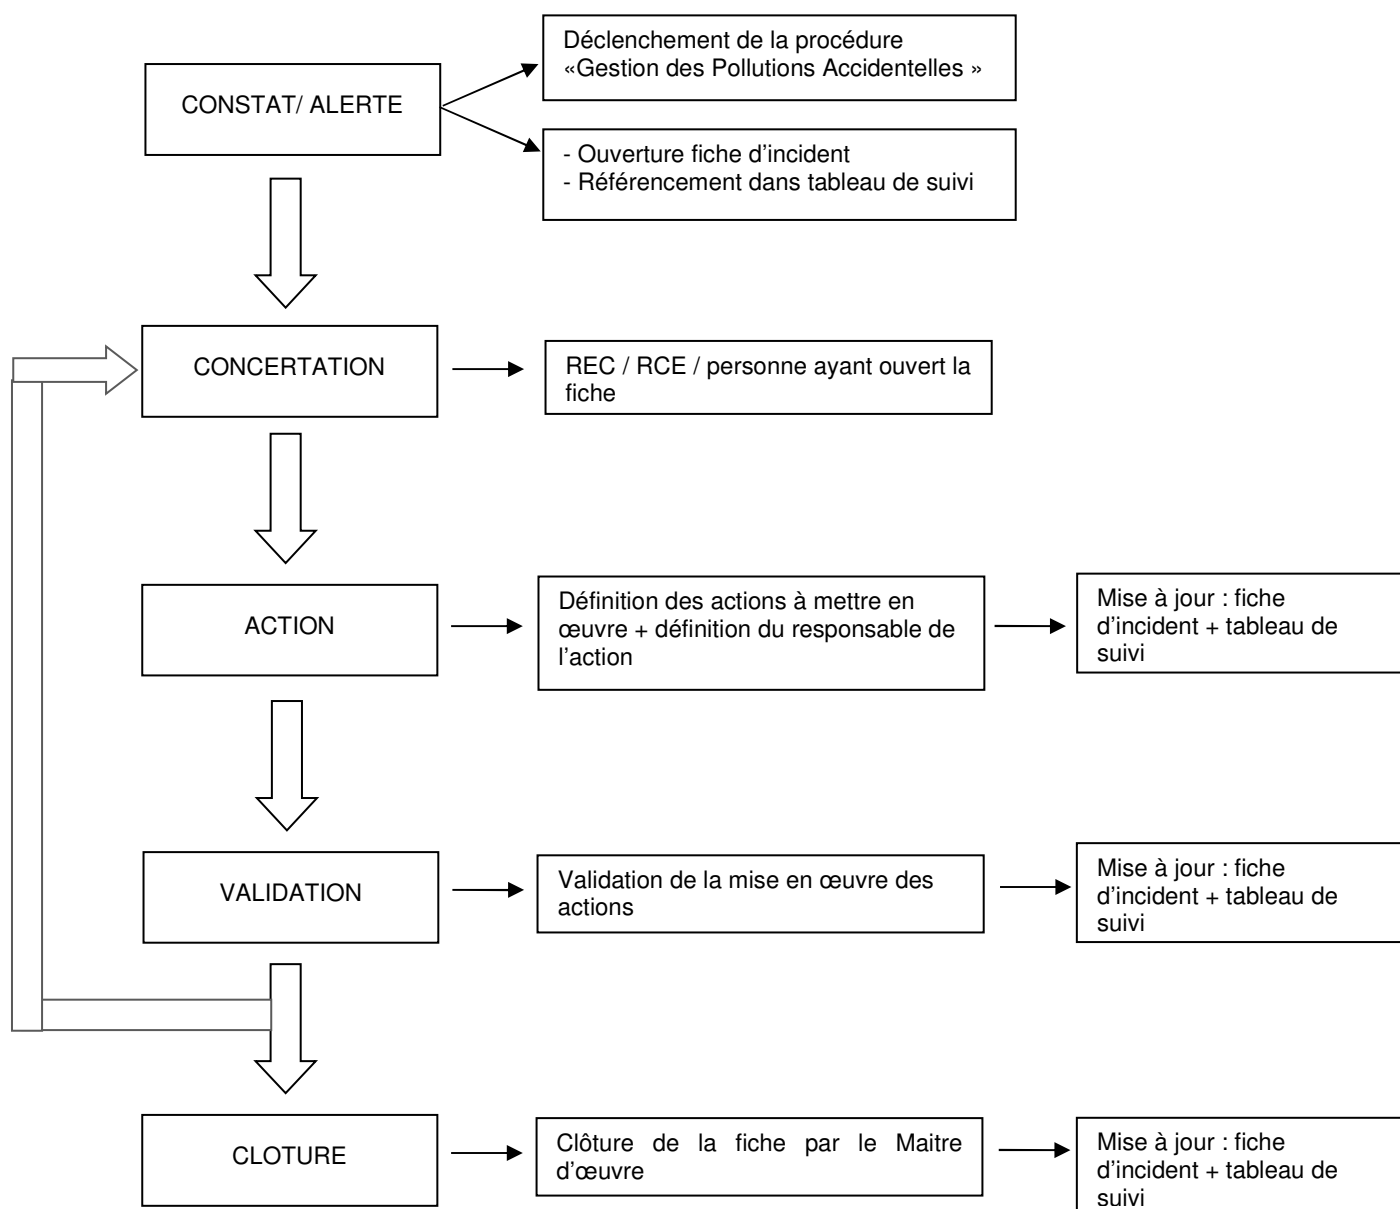 Déclenchement de la procédure
«Gestion des Pollutions Accidentelles »
CONSTAT/ ALERTE
- Ouverture fiche d'incident
- Référencement dans tableau de suivi
CONCERTATION
REC / RCE / personne ayant ouvert la
fiche
ACTION
Définition des actions à mettre en
œuvre + définition du responsable de
l'action
Mise à jour : fiche
d'incident + tableau de
suivi
VALIDATION
Validation de la mise en œuvre des
actions
Mise à jour : fiche
d'incident + tableau de
suivi
CLOTURE
Clôture de la fiche par le Maitre
d'œuvre
Mise à jour : fiche
d'incident + tableau de
suivi